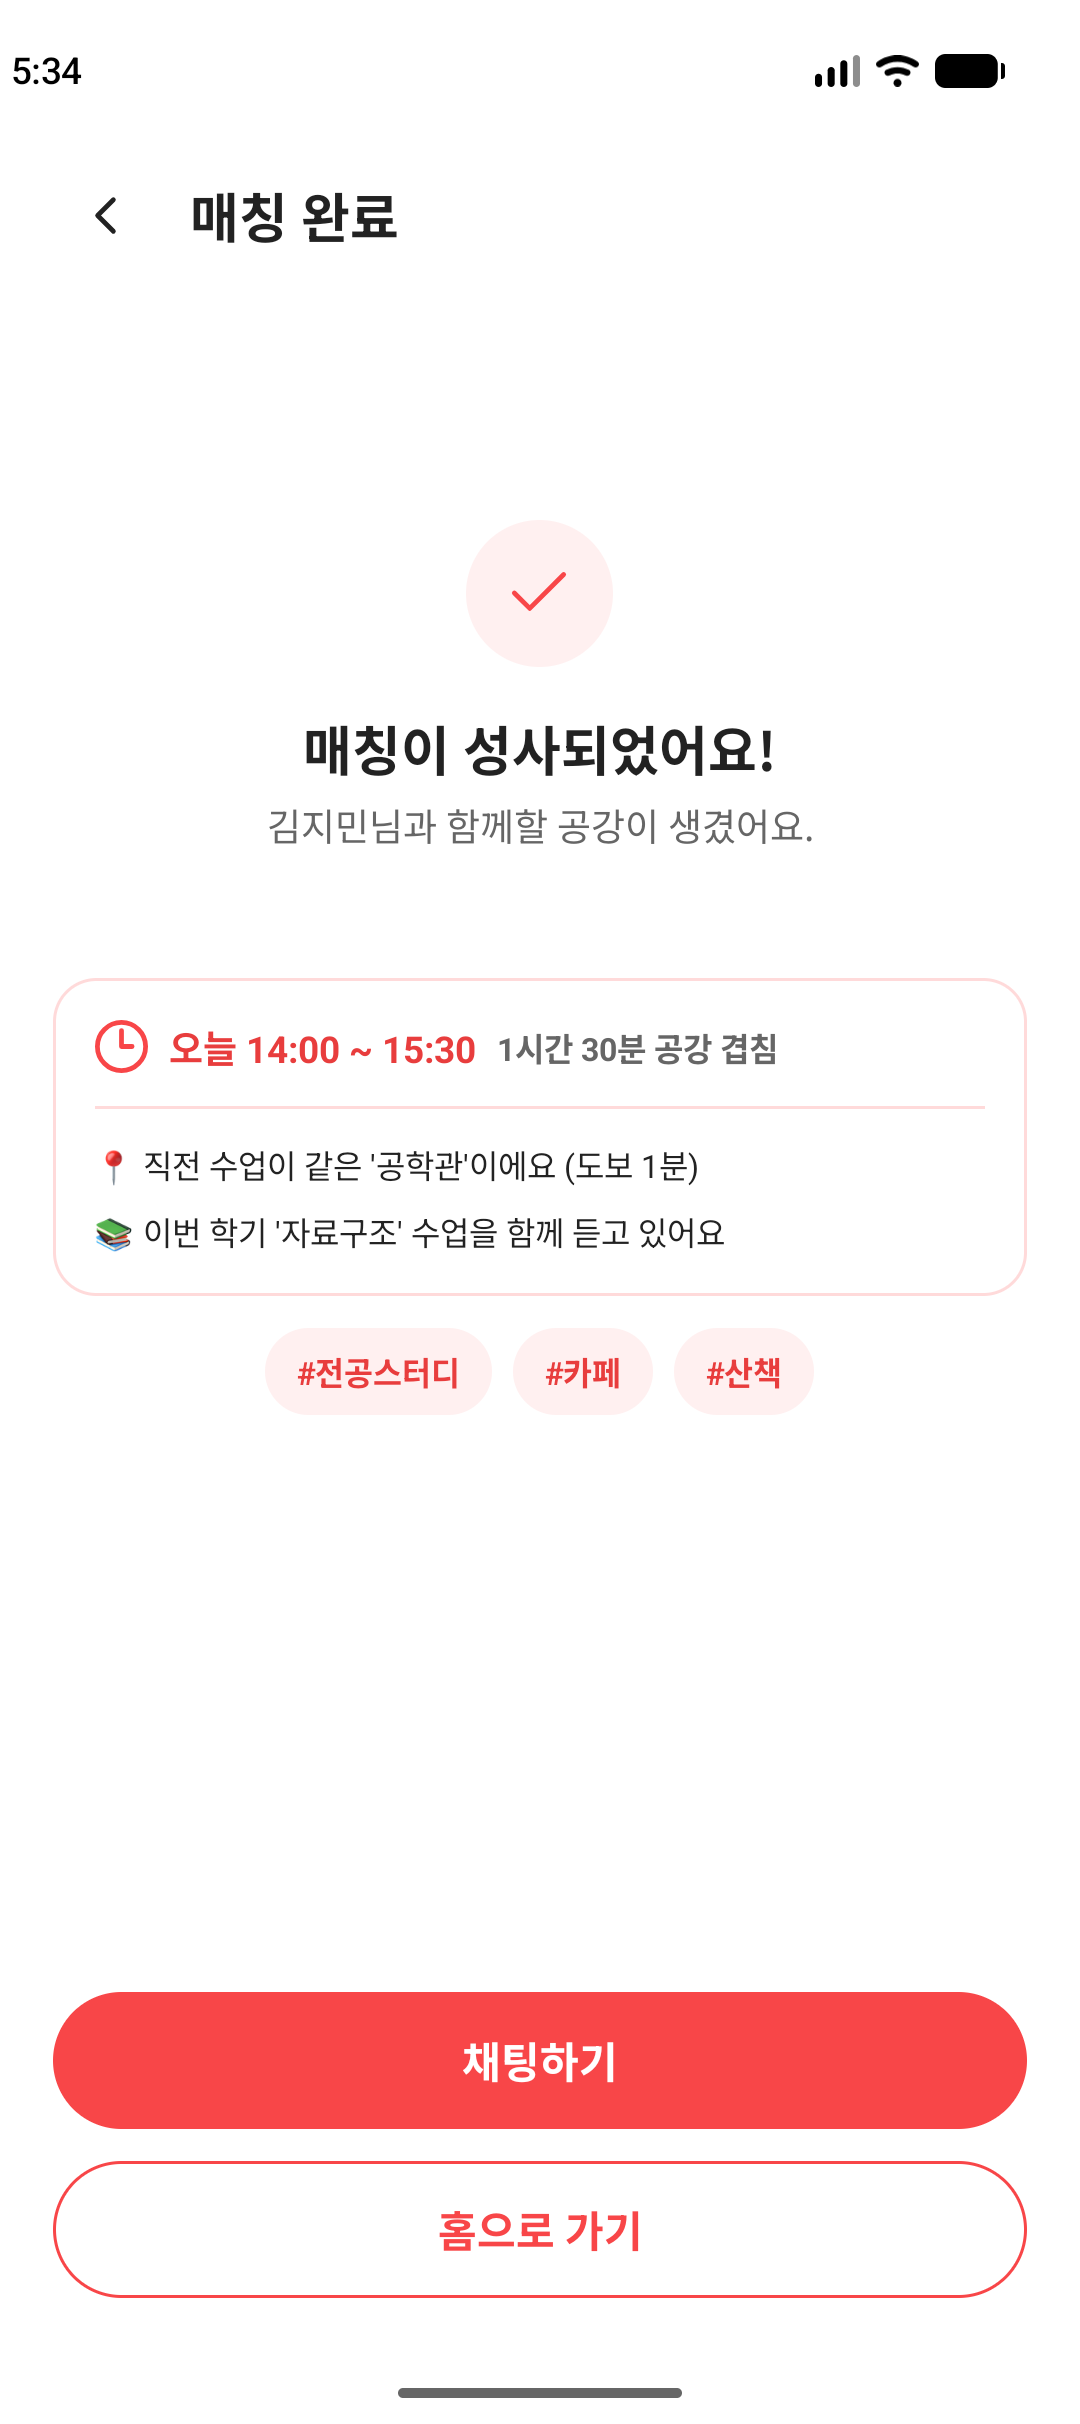 5:34
매칭 완료
매칭이 성사되었어요!
김지민님과 함께할 공강이 생겼어요.
오늘 14:00 ~ 15:30 1시간 30분 공강 겹침
직전 수업이 같은 '공학관'이에요 (도보 1분)
이번 학기 '자료구조' 수업을 함께 듣고 있어요
#전공스터디 #카페 #산책
채팅하기
홈으로 가기